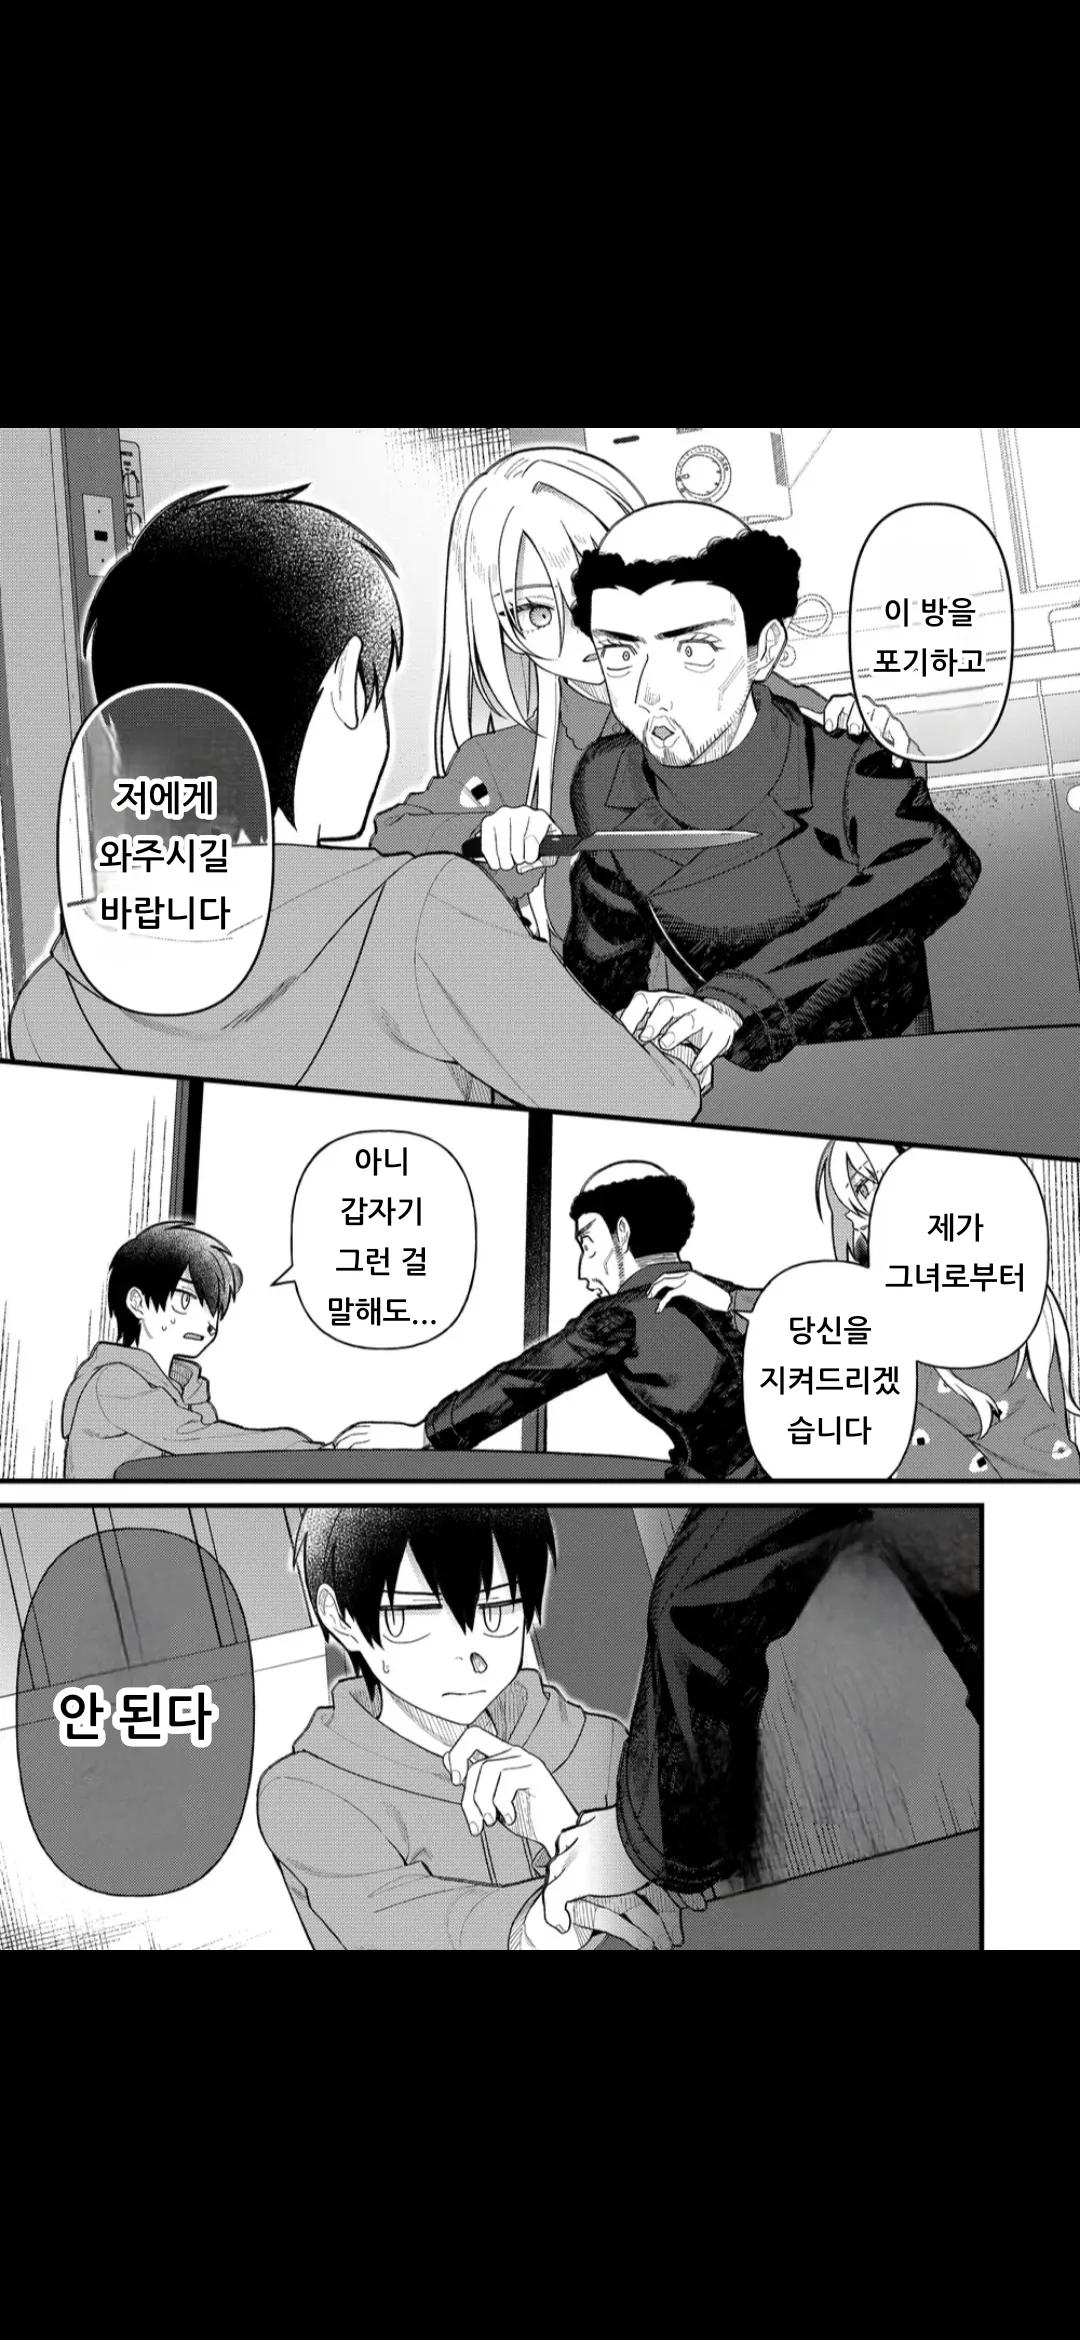 이 방을
포기하고
저에게
와주시길
바랍니다
제가
그녀로부터
당신을
지켜드리겠
습니다
아니
갑자기
그런 걸
말해도...
안 된다